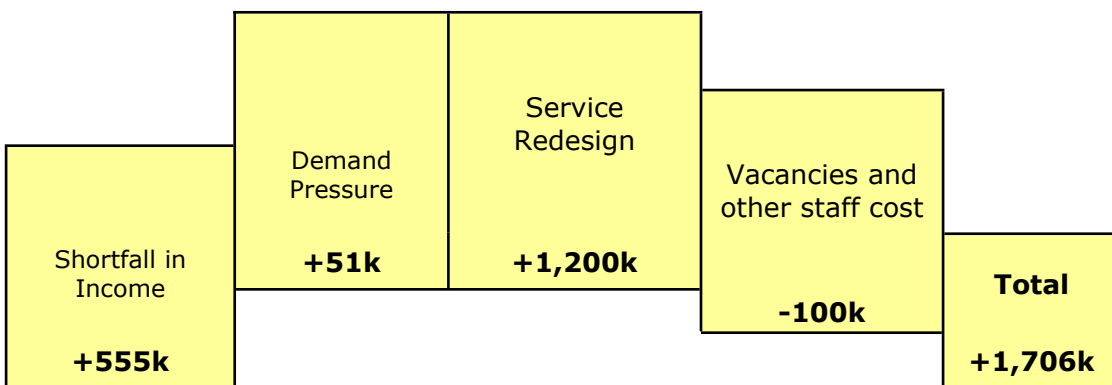 Shortfall in
Income
+555k
Demand
Pressure
+51k
Service
Redesign
+1,200k
Vacancies and
other staff cost
-100k
Total
+1,706k